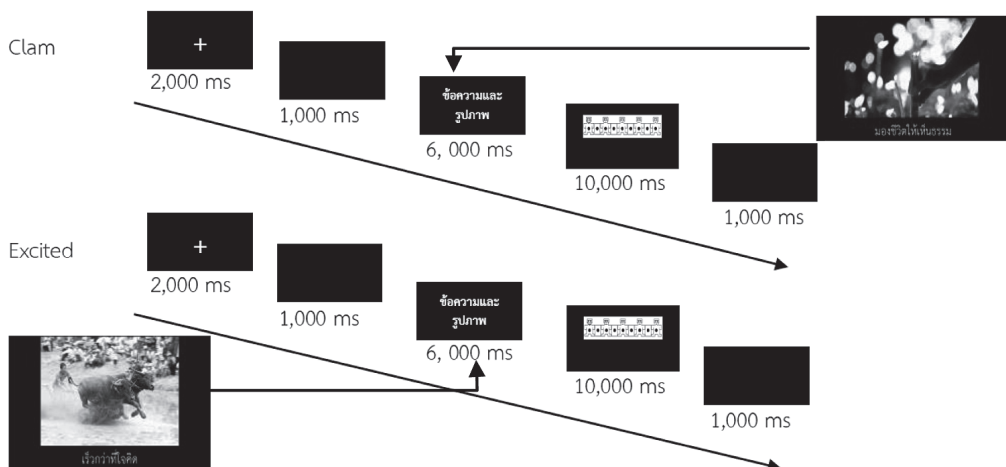 Clam
+
2,000 ms
1,000 ms
ข้อความและ
รูปภาพ
6, 000 ms
10,000 ms
1,000 ms
มองชีวิตให้เห็นธรรม
Excited
+
2,000 ms
1,000 ms
ข้อความและ
รูปภาพ
6, 000 ms
10,000 ms
1,000 ms
เร็วกว่าที่ใจคิด